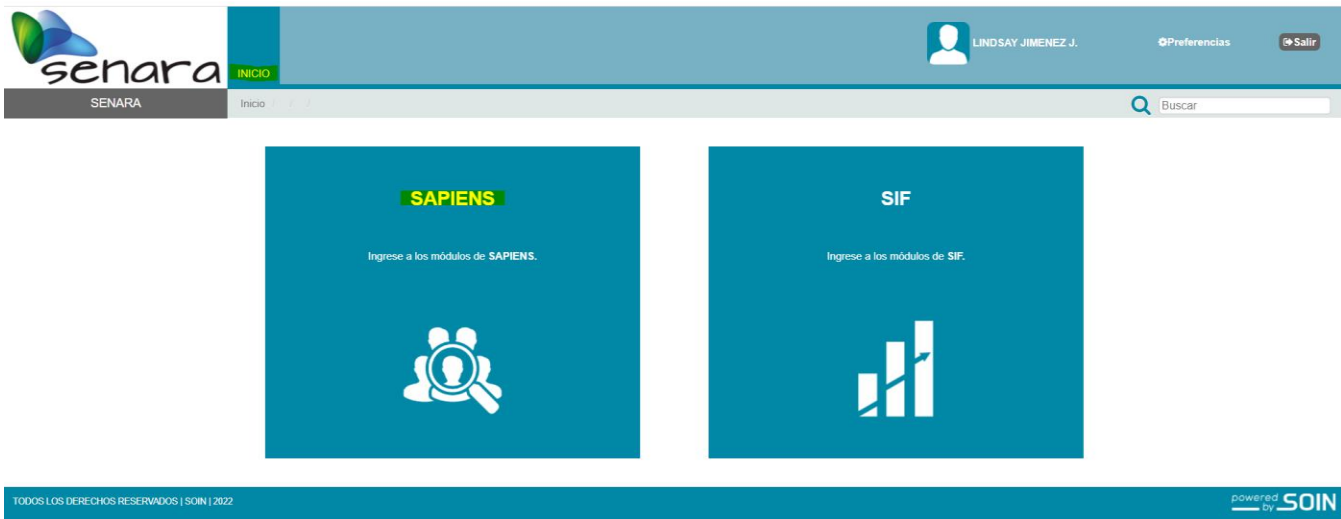 senara
INICIO
LINDSAY JIMENEZ J.
Preferencias
Salir
SENARA
Inicio / / /
Buscar
SAPIENS
Ingrese a los módulos de SAPIENS.
SIF
Ingrese a los módulos de SIF.
TODOS LOS DERECHOS RESERVADOS | SOIN | 2022
powered by SOIN